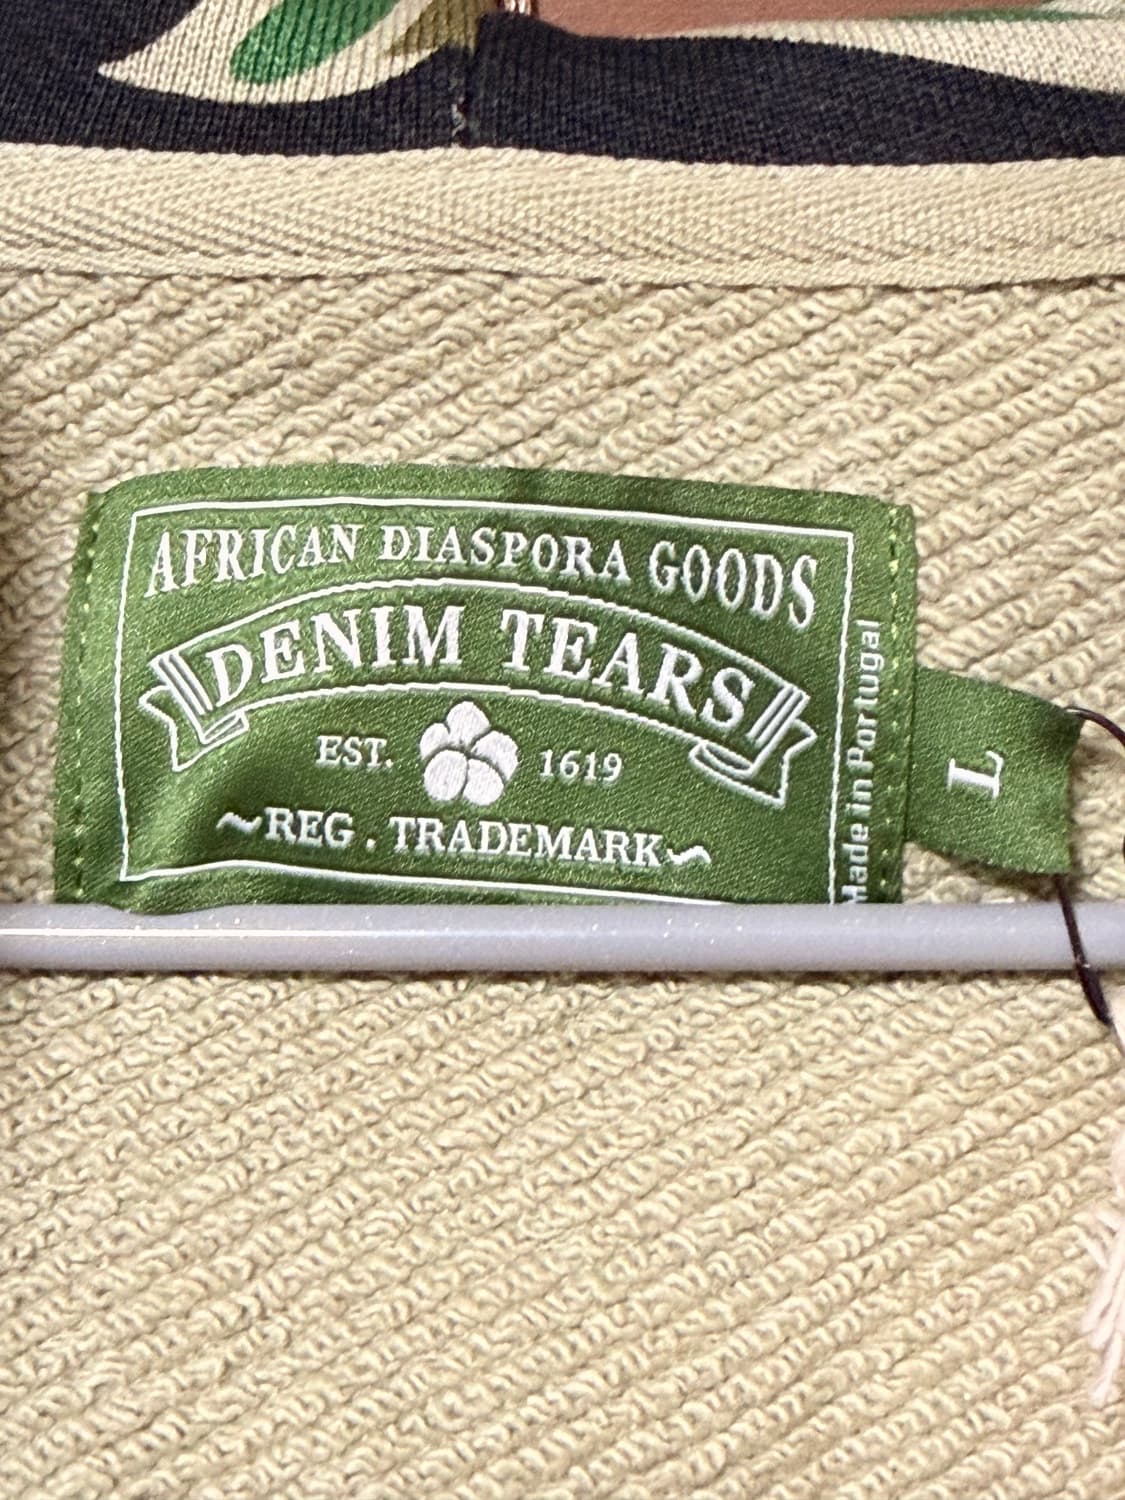 AFRICAN DIASPORA GOODS
DENIM TEARS
EST. 1619
~REG . TRADEMARK~
Made in Portugal
L